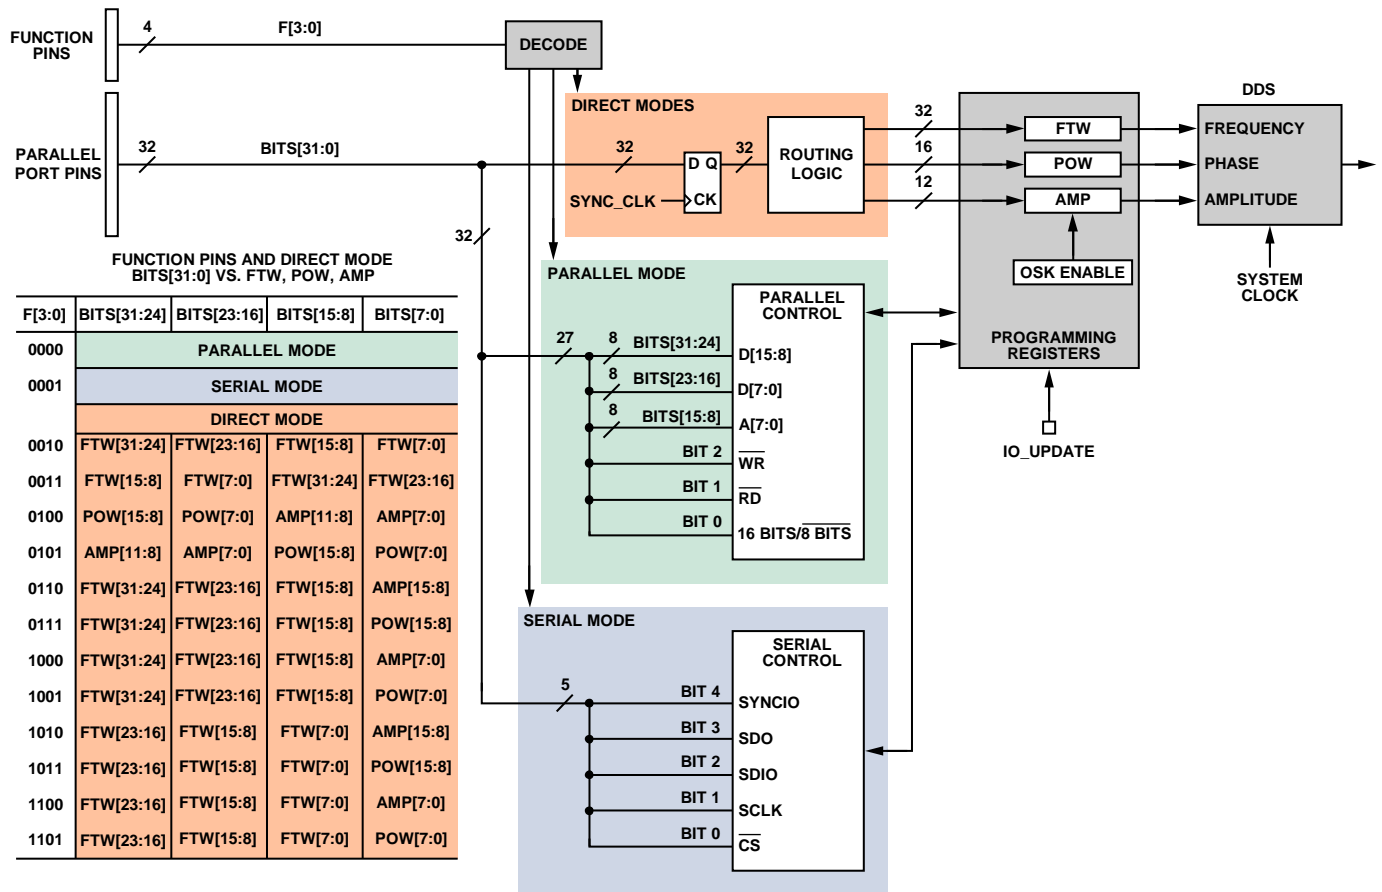 FUNCTION
PINS
4
F[3:0]
DECODE
PARALLEL
PORT PINS
32
BITS[31:0]
32
DIRECT MODES
32
D Q
CK
SYNC_CLK
32
ROUTING
LOGIC
32
16
12
FTW
POW
AMP
OSK ENABLE
PROGRAMMING
REGISTERS
IO_UPDATE
DDS
FREQUENCY
PHASE
AMPLITUDE
SYSTEM
CLOCK
FUNCTION PINS AND DIRECT MODE
BITS[31:0] VS. FTW, POW, AMP
F[3:0] BITS[31:24] BITS[23:16] BITS[15:8] BITS[7:0]
0000 PARALLEL MODE
0001 SERIAL MODE
DIRECT MODE
0010 FTW[31:24] FTW[23:16] FTW[15:8] FTW[7:0]
0011 FTW[15:8] FTW[7:0] FTW[31:24] FTW[23:16]
0100 POW[15:8] POW[7:0] AMP[11:8] AMP[7:0]
0101 AMP[11:8] AMP[7:0] POW[15:8] POW[7:0]
0110 FTW[31:24] FTW[23:16] FTW[15:8] AMP[15:8]
0111 FTW[31:24] FTW[23:16] FTW[15:8] POW[15:8]
1000 FTW[31:24] FTW[23:16] FTW[15:8] AMP[7:0]
1001 FTW[31:24] FTW[23:16] FTW[15:8] POW[7:0]
1010 FTW[23:16] FTW[15:8] FTW[7:0] AMP[15:8]
1011 FTW[23:16] FTW[15:8] FTW[7:0] POW[15:8]
1100 FTW[23:16] FTW[15:8] FTW[7:0] AMP[7:0]
1101 FTW[23:16] FTW[15:8] FTW[7:0] POW[7:0]
PARALLEL MODE
PARALLEL
CONTROL
27
8 BITS[31:24] D[15:8]
8 BITS[23:16] D[7:0]
8 BITS[15:8] A[7:0]
BIT 2 WR
BIT 1 RD
BIT 0 16 BITS/8 BITS
SERIAL MODE
SERIAL
CONTROL
5
BIT 4 SYNCIO
BIT 3 SDO
BIT 2 SDIO
BIT 1 SCLK
BIT 0 CS